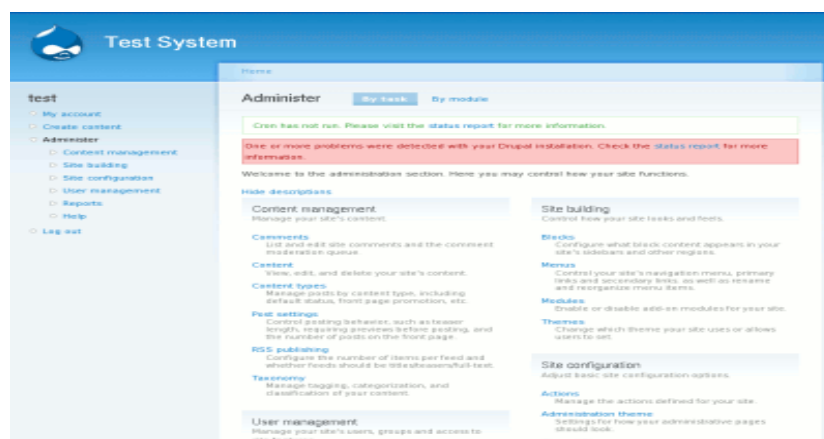 Test System
Home
test
My account
Create content
Administer
Content management
Site building
Site configuration
User management
Reports
Help
Log out
Administer
By task
By module
Cron has not run. Please visit the status report for more information.
One or more problems were detected with your Drupal installation. Check the status report for more
information.
Welcome to the administration section. Here you may control how your site functions.
Hide descriptions
Content management
Manage your site's content.
Comments
List and edit site comments and the comment
moderation queue.
Content
View, edit, and delete your site's content.
Content types
Manage posts by content type, including
default status, front page promotion, etc.
Post settings
Control posting behavior, such as teaser
length, requiring previews before posting, and
the number of posts on the front page.
RSS publishing
Configure the number of items per feed and
whether feeds should be titles/teasers/full-text.
Taxonomy
Manage tagging, categorization, and
classification of your content.
User management
Manage your site's users, groups and access to
Site building
Control how your site looks and feels.
Blocks
Configure what block content appears in your
site's sidebars and other regions.
Menus
Control your site's navigation menu, primary
links and secondary links, as well as rename
and reorganize menu items.
Modules
Enable or disable add-on modules for your site.
Themes
Change which theme your site uses or allows
users to set.
Site configuration
Adjust basic site configuration options.
Actions
Manage the actions defined for your site.
Administration theme
Settings for how your administrative pages
should look.